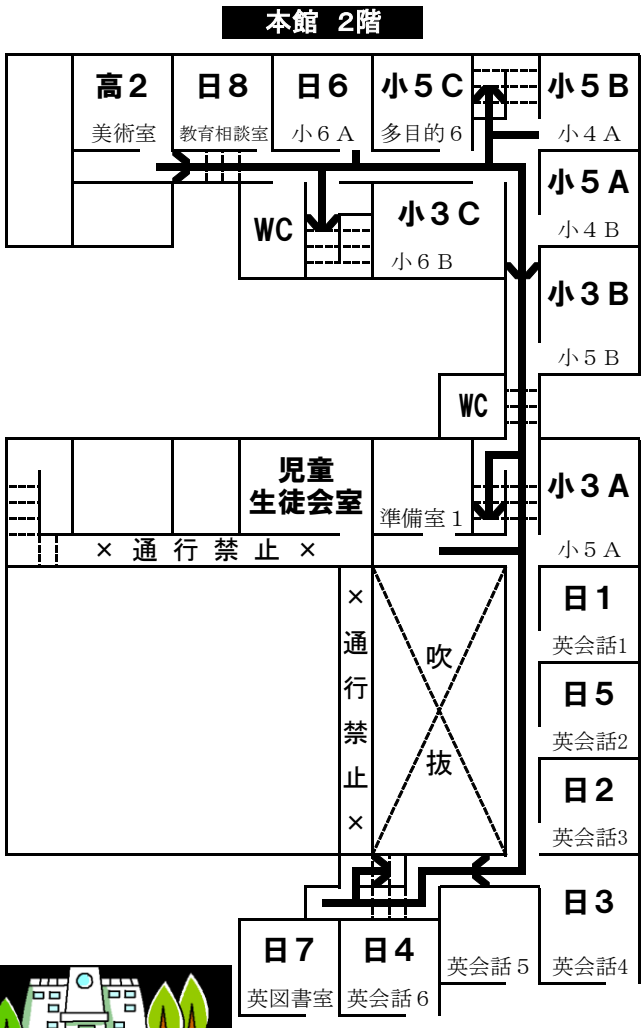 本館 2階
高2
美術室
日8
教育相談室
日6
小6A
小5C
多目的6
小5B
小4A
小5A
小4B
WC
小3C
小6B
小3B
小5B
WC
児童
生徒会室
準備室1
小3A
小5A
× 通行禁止 ×
×通行禁止×
吹抜
日1
英会話1
日5
英会話2
日2
英会話3
日3
英会話4
日7
英図書室
日4
英会話6
英会話5